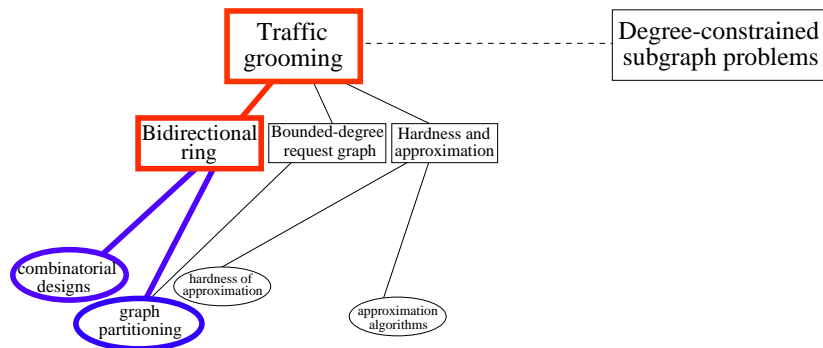 Traffic
grooming
Degree-constrained
subgraph problems
Bidirectional
ring
Bounded-degree
request graph
Hardness and
approximation
combinatorial
designs
hardness of
approximation
graph
partitioning
approximation
algorithms